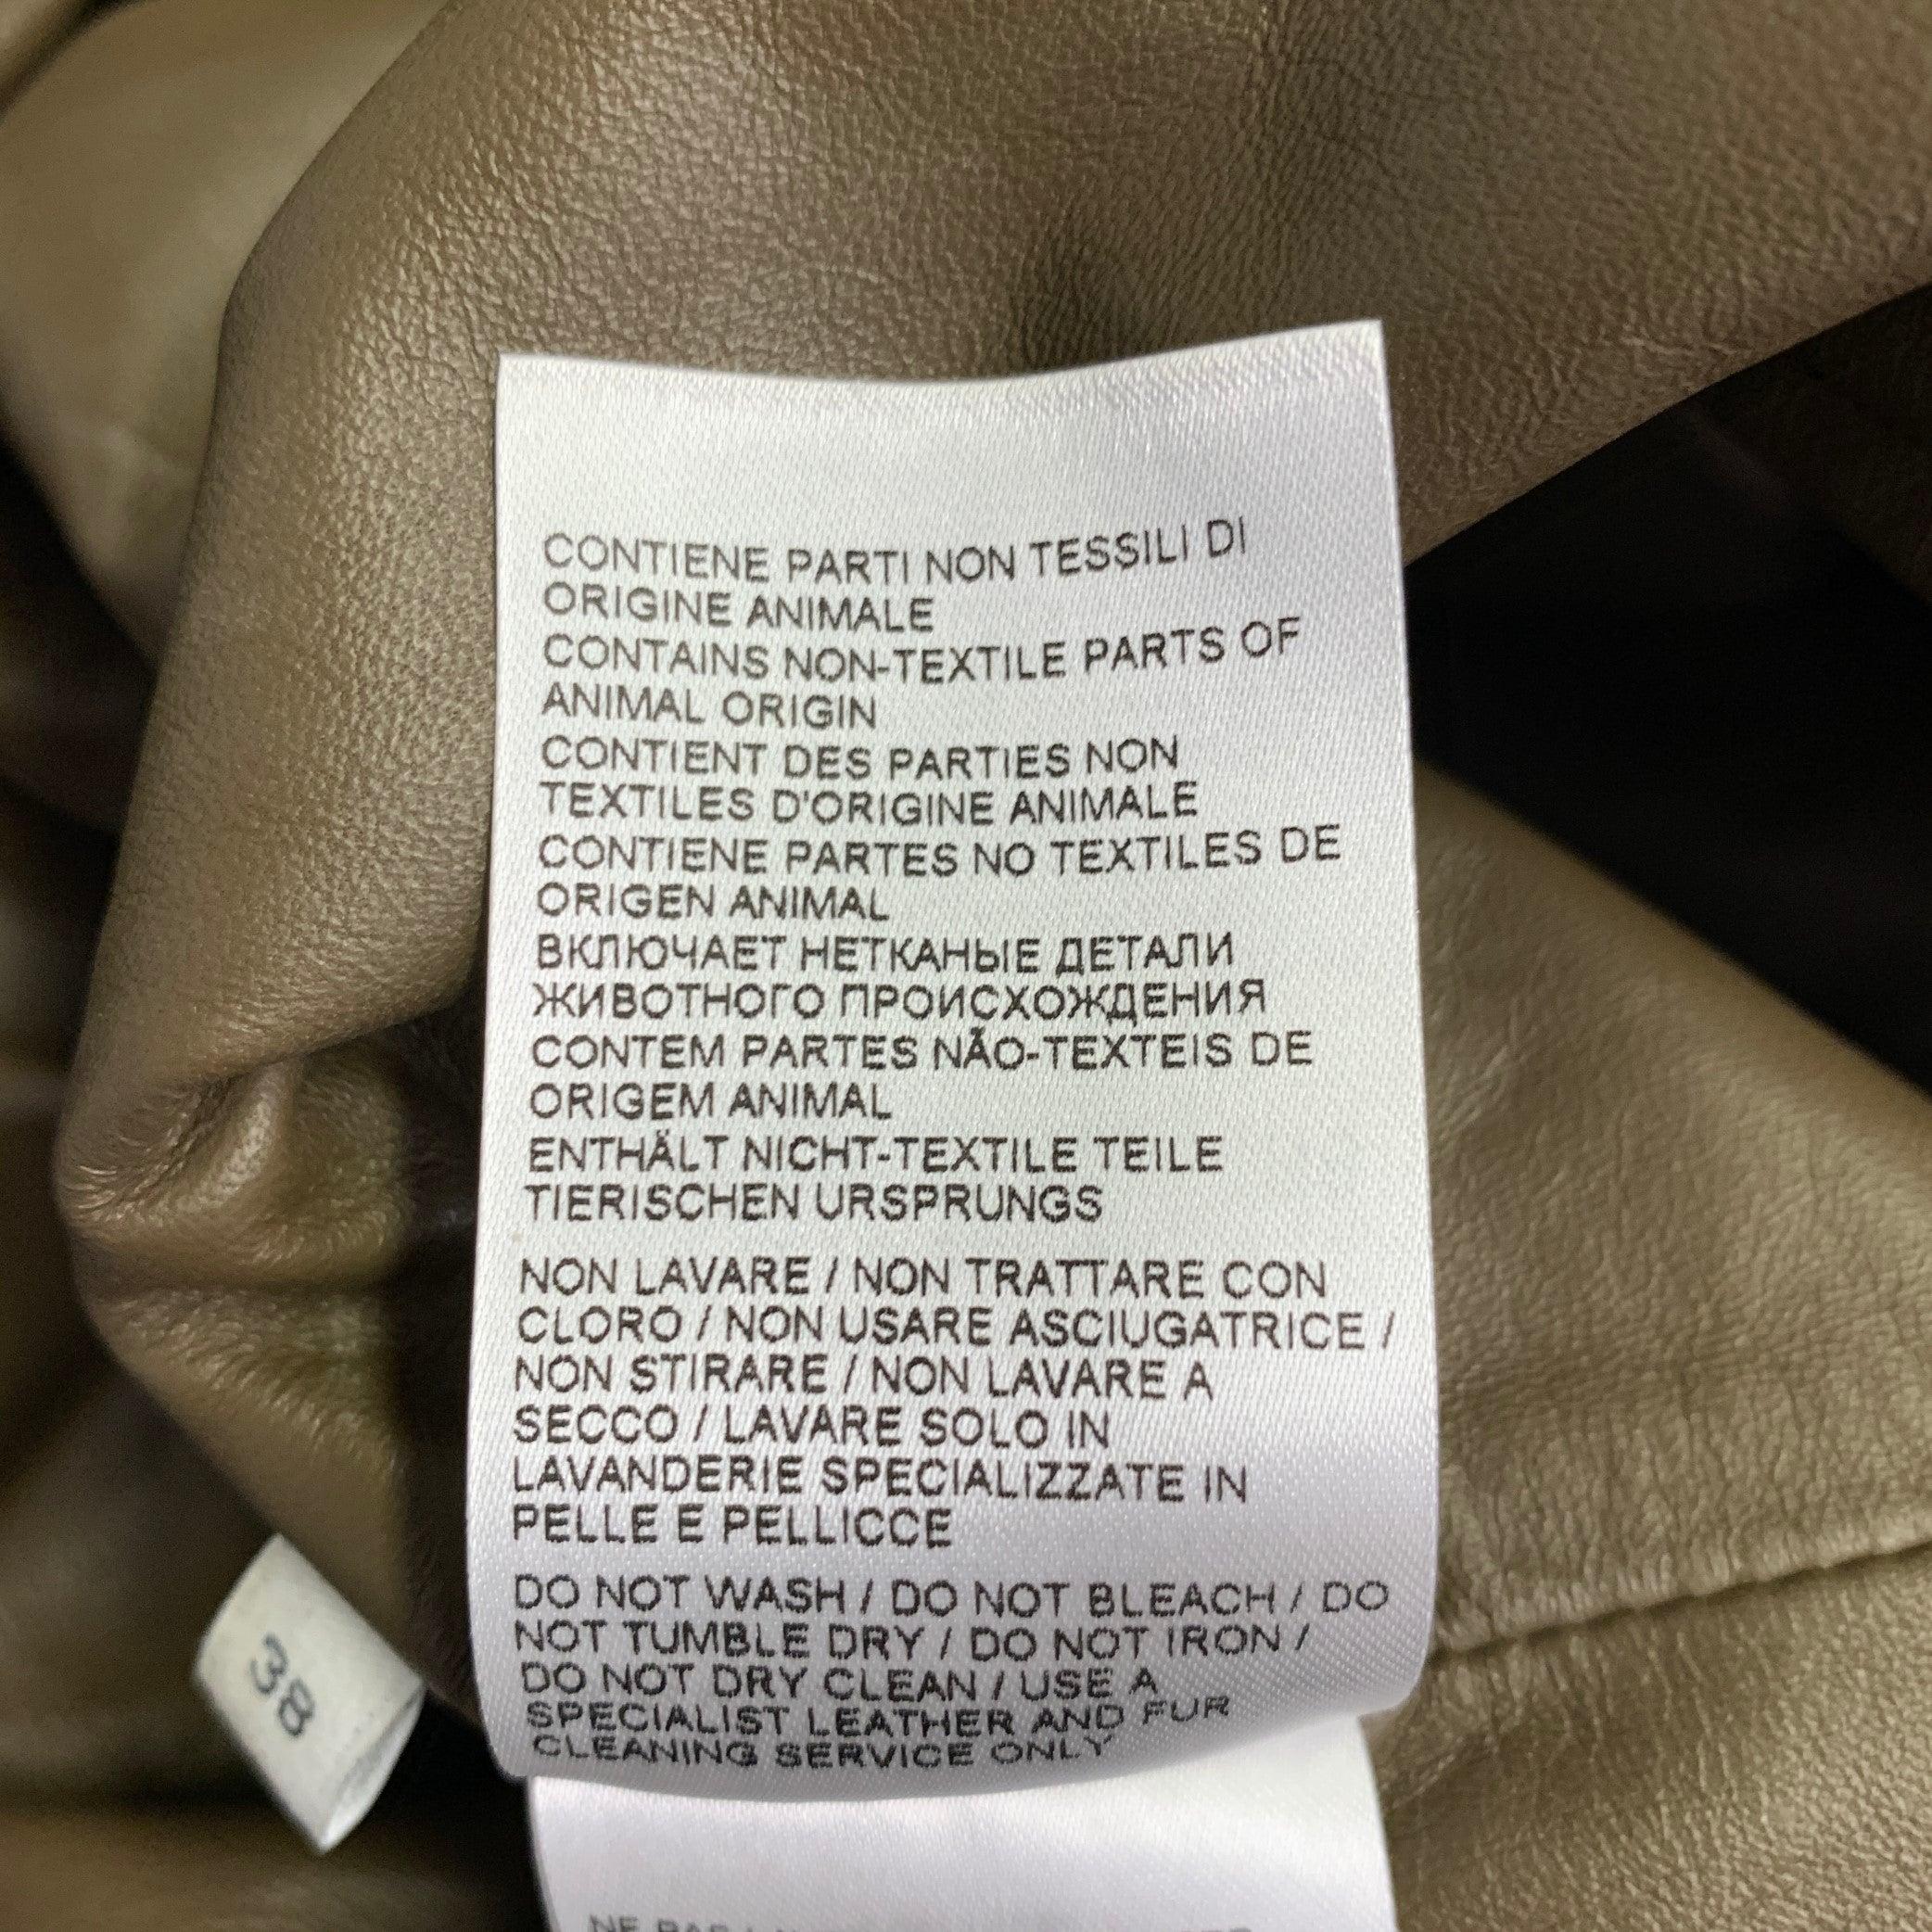 CONTIENE PARTI NON TESSILI DI
ORIGINE ANIMALE
CONTAINS NON-TEXTILE PARTS OF
ANIMAL ORIGIN
CONTIENT DES PARTIES NON
TEXTILES D'ORIGINE ANIMALE
CONTIENE PARTES NO TEXTILES DE
ORIGEN ANIMAL
ВКЛЮЧАЕТ НЕТКАНЫЕ ДЕТАЛИ
ЖИВОТНОГО ПРОИСХОЖДЕНИЯ
CONTEM PARTES NÃO-TEXTEIS DE
ORIGEM ANIMAL
ENTHÄLT NICHT-TEXTILE TEILE
TIERISCHEN URSPRUNGS
NON LAVARE / NON TRATTARE CON
CLORO / NON USARE ASCIUGATRICE /
NON STIRARE / NON LAVARE A
SECCO / LAVARE SOLO IN
LAVANDERIE SPECIALIZZATE IN
PELLE E PELLICCE
DO NOT WASH / DO NOT BLEACH / DO
NOT TUMBLE DRY / DO NOT IRON /
DO NOT DRY CLEAN / USE A
SPECIALIST LEATHER AND FUR
CLEANING SERVICE ONLY
38
NE PAS